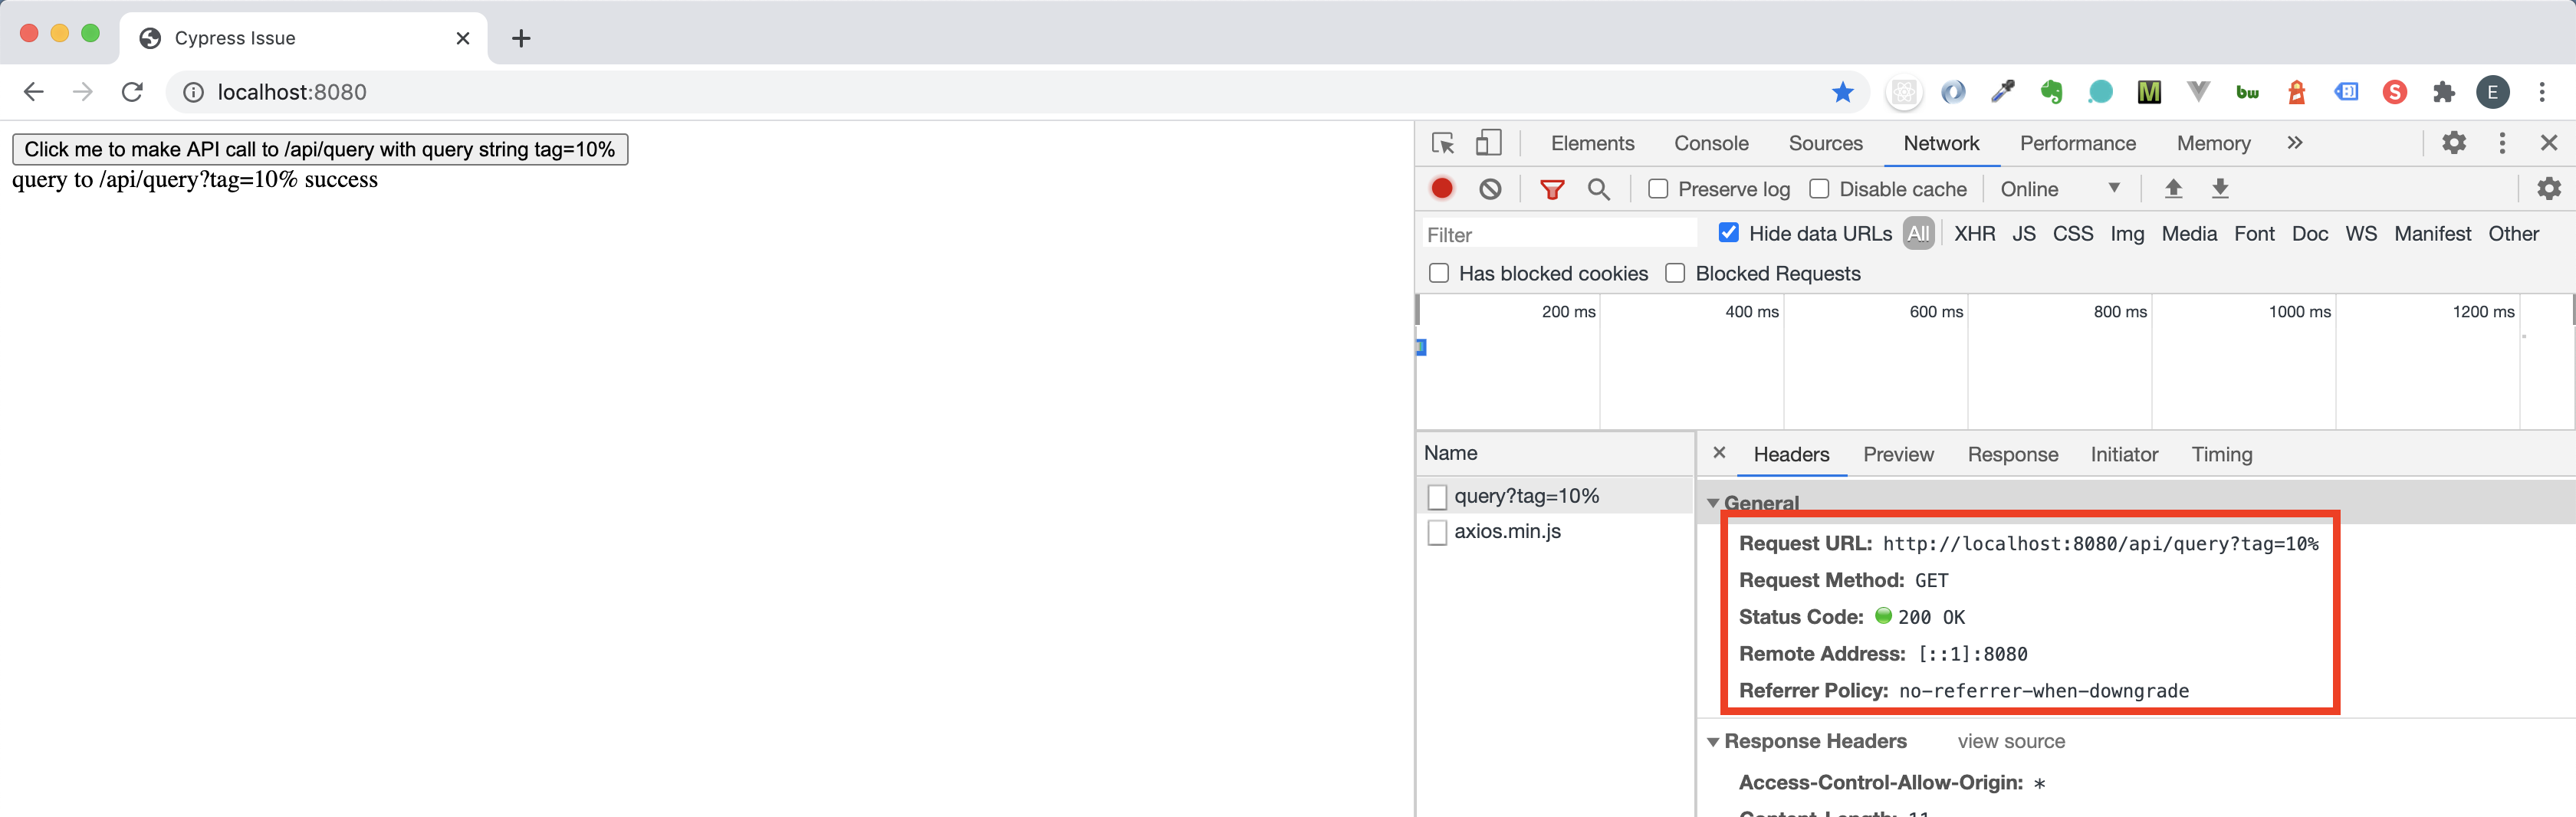 Cypress Issue
localhost:8080
M
bw
S
E
Click me to make API call to /api/query with query string tag=10%
query to /api/query?tag=10% success
Elements Console Sources Network Performance Memory
Preserve log Disable cache Online
Filter Hide data URLs All XHR JS CSS Img Media Font Doc WS Manifest Other
Has blocked cookies Blocked Requests
200 ms 400 ms 600 ms 800 ms 1000 ms 1200 ms
Name
query?tag=10%
axios.min.js
Headers Preview Response Initiator Timing
General
Request URL: http://localhost:8080/api/query?tag=10%
Request Method: GET
Status Code: 200 OK
Remote Address: [::1]:8080
Referrer Policy: no-referrer-when-downgrade
Response Headers view source
Access-Control-Allow-Origin: *
Content-Length: 11